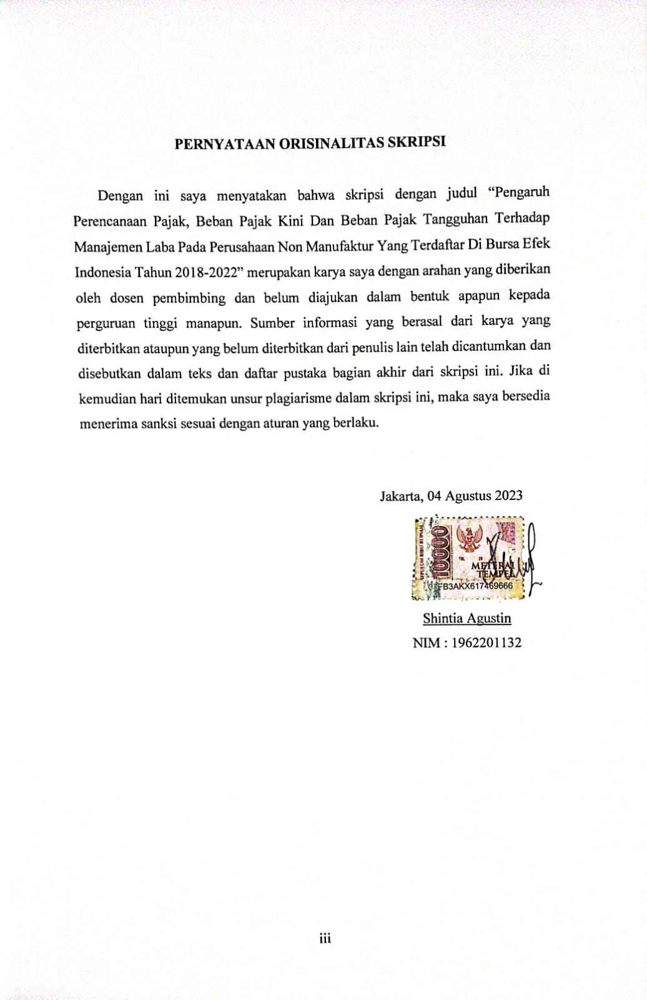 PERNYATAAN ORISINALITAS SKRIPSI
Dengan ini saya menyatakan bahwa skripsi dengan judul “Pengaruh
Perencanaan Pajak, Beban Pajak Kini Dan Beban Pajak Tangguhan Terhadap
Manajemen Laba Pada Perusahaan Non Manufaktur Yang Terdaftar Di Bursa Efek
Indonesia Tahun 2018-2022” merupakan karya saya dengan arahan yang diberikan
oleh dosen pembimbing dan belum diajukan dalam bentuk apapun kepada
perguruan tinggi manapun. Sumber informasi yang berasal dari karya yang
diterbitkan ataupun yang belum diterbitkan dari penulis lain telah dicantumkan dan
disebutkan dalam teks dan daftar pustaka bagian akhir dari skripsi ini. Jika di
kemudian hari ditemukan unsur plagiarisme dalam skripsi ini, maka saya bersedia
menerima sanksi sesuai dengan aturan yang berlaku.
Jakarta, 04 Agustus 2023
SEPULUH RIBU RUPIAH
10000
METERAI
TEMPEL
FB3AKX617469666
Shintia Agustin
NIM : 1962201132
iii